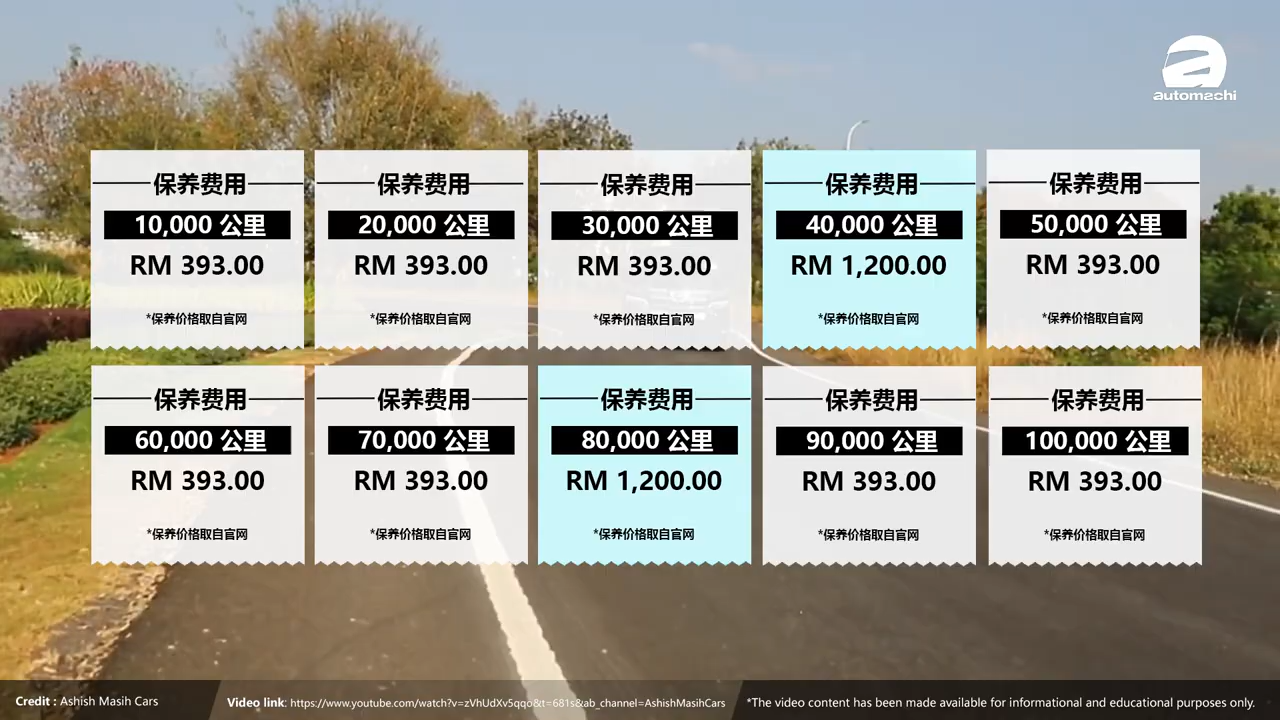 automachi
保养费用
10,000 公里
RM 393.00
*保养价格取自官网
保养费用
20,000 公里
RM 393.00
*保养价格取自官网
保养费用
30,000 公里
RM 393.00
*保养价格取自官网
保养费用
40,000 公里
RM 1,200.00
*保养价格取自官网
保养费用
50,000 公里
RM 393.00
*保养价格取自官网
保养费用
60,000 公里
RM 393.00
*保养价格取自官网
保养费用
70,000 公里
RM 393.00
*保养价格取自官网
保养费用
80,000 公里
RM 1,200.00
*保养价格取自官网
保养费用
90,000 公里
RM 393.00
*保养价格取自官网
保养费用
100,000 公里
RM 393.00
*保养价格取自官网
Credit : Ashish Masih Cars
Video link: https://www.youtube.com/watch?v=zVhUdXv5qqo&t=681s&ab_channel=AshishMasihCars
*The video content has been made available for informational and educational purposes only.